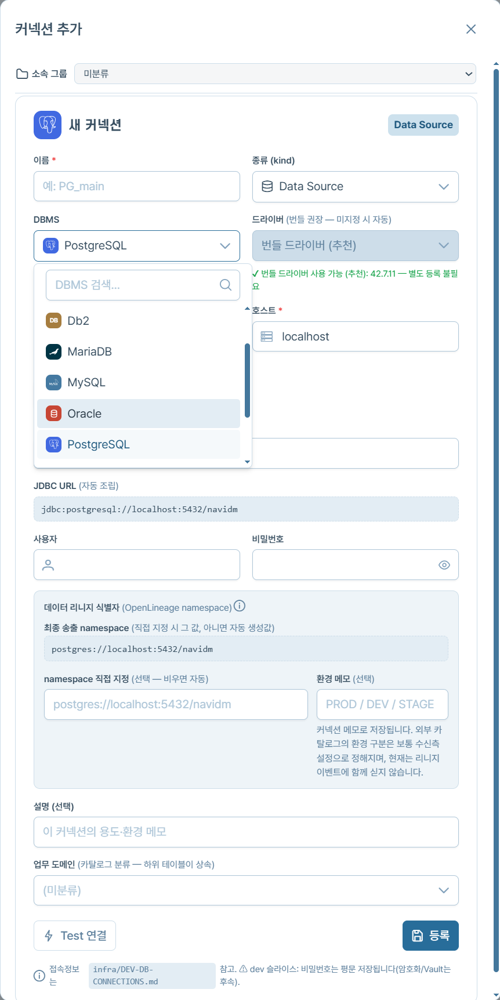 커넥션 추가
소속 그룹 미분류
새 커넥션 Data Source
이름 * 종류 (kind)
예: PG_main Data Source
DBMS 드라이버 (번들 권장 — 미지정 시 자동)
PostgreSQL 번들 드라이버 (추천)
✓ 번들 드라이버 사용 가능 (추천): 42.7.11 — 별도 등록 불필
요
DBMS 검색...
호스트 *
Db2
localhost
MariaDB
MySQL
Oracle
PostgreSQL
JDBC URL (자동 조립)
jdbc:postgresql://localhost:5432/navidm
사용자 비밀번호
데이터 리니지 식별자 (OpenLineage namespace)
최종 송출 namespace (직접 지정 시 그 값, 아니면 자동 생성값)
postgres://localhost:5432/navidm
namespace 직접 지정 (선택 — 비우면 자동) 환경 메모 (선택)
postgres://localhost:5432/navidm PROD / DEV / STAGE
커넥션 메모로 저장됩니다. 외부 카
탈로그의 환경 구분은 보통 수신측
설정으로 정해지며, 현재는 리니지
이벤트에 함께 싣지 않습니다.
설명 (선택)
이 커넥션의 용도·환경 메모
업무 도메인 (카탈로그 분류 — 하위 테이블이 상속)
(미분류)
Test 연결 등록
접속정보 infra/DEV-DB- 참고. ⚠ dev 슬라이스: 비밀번호는 평문 저장됩니다(암호화/Vault는
는 CONNECTIONS.md 후속).